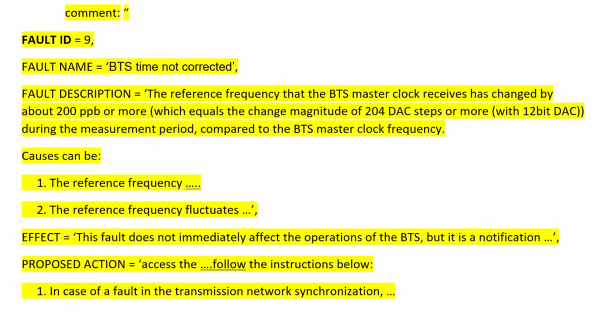 comment: “
FAULT ID = 9,
FAULT NAME = ‘BTS time not corrected’,
FAULT DESCRIPTION = ‘The reference frequency that the BTS master clock receives has changed by
about 200 ppb or more (which equals the change magnitude of 204 DAC steps or more (with 12bit DAC))
during the measurement period, compared to the BTS master clock frequency.
Causes can be:
1. The reference frequency …..
2. The reference frequency fluctuates …’,
EFFECT = ‘This fault does not immediately affect the operations of the BTS, but it is a notification …’,
PROPOSED ACTION = ‘access the ….follow the instructions below:
1. In case of a fault in the transmission network synchronization, …